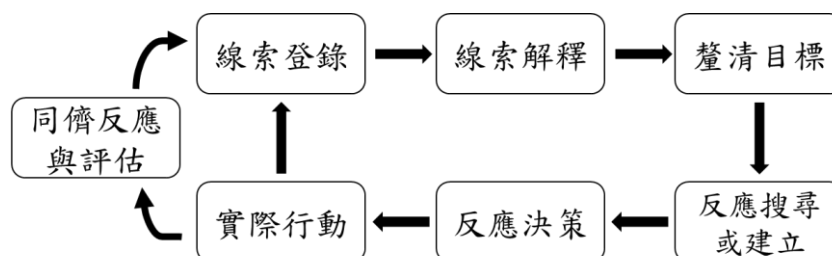 線索登錄
線索解釋
釐清目標
同儕反應
與評估
實際行動
反應決策
反應搜尋
或建立